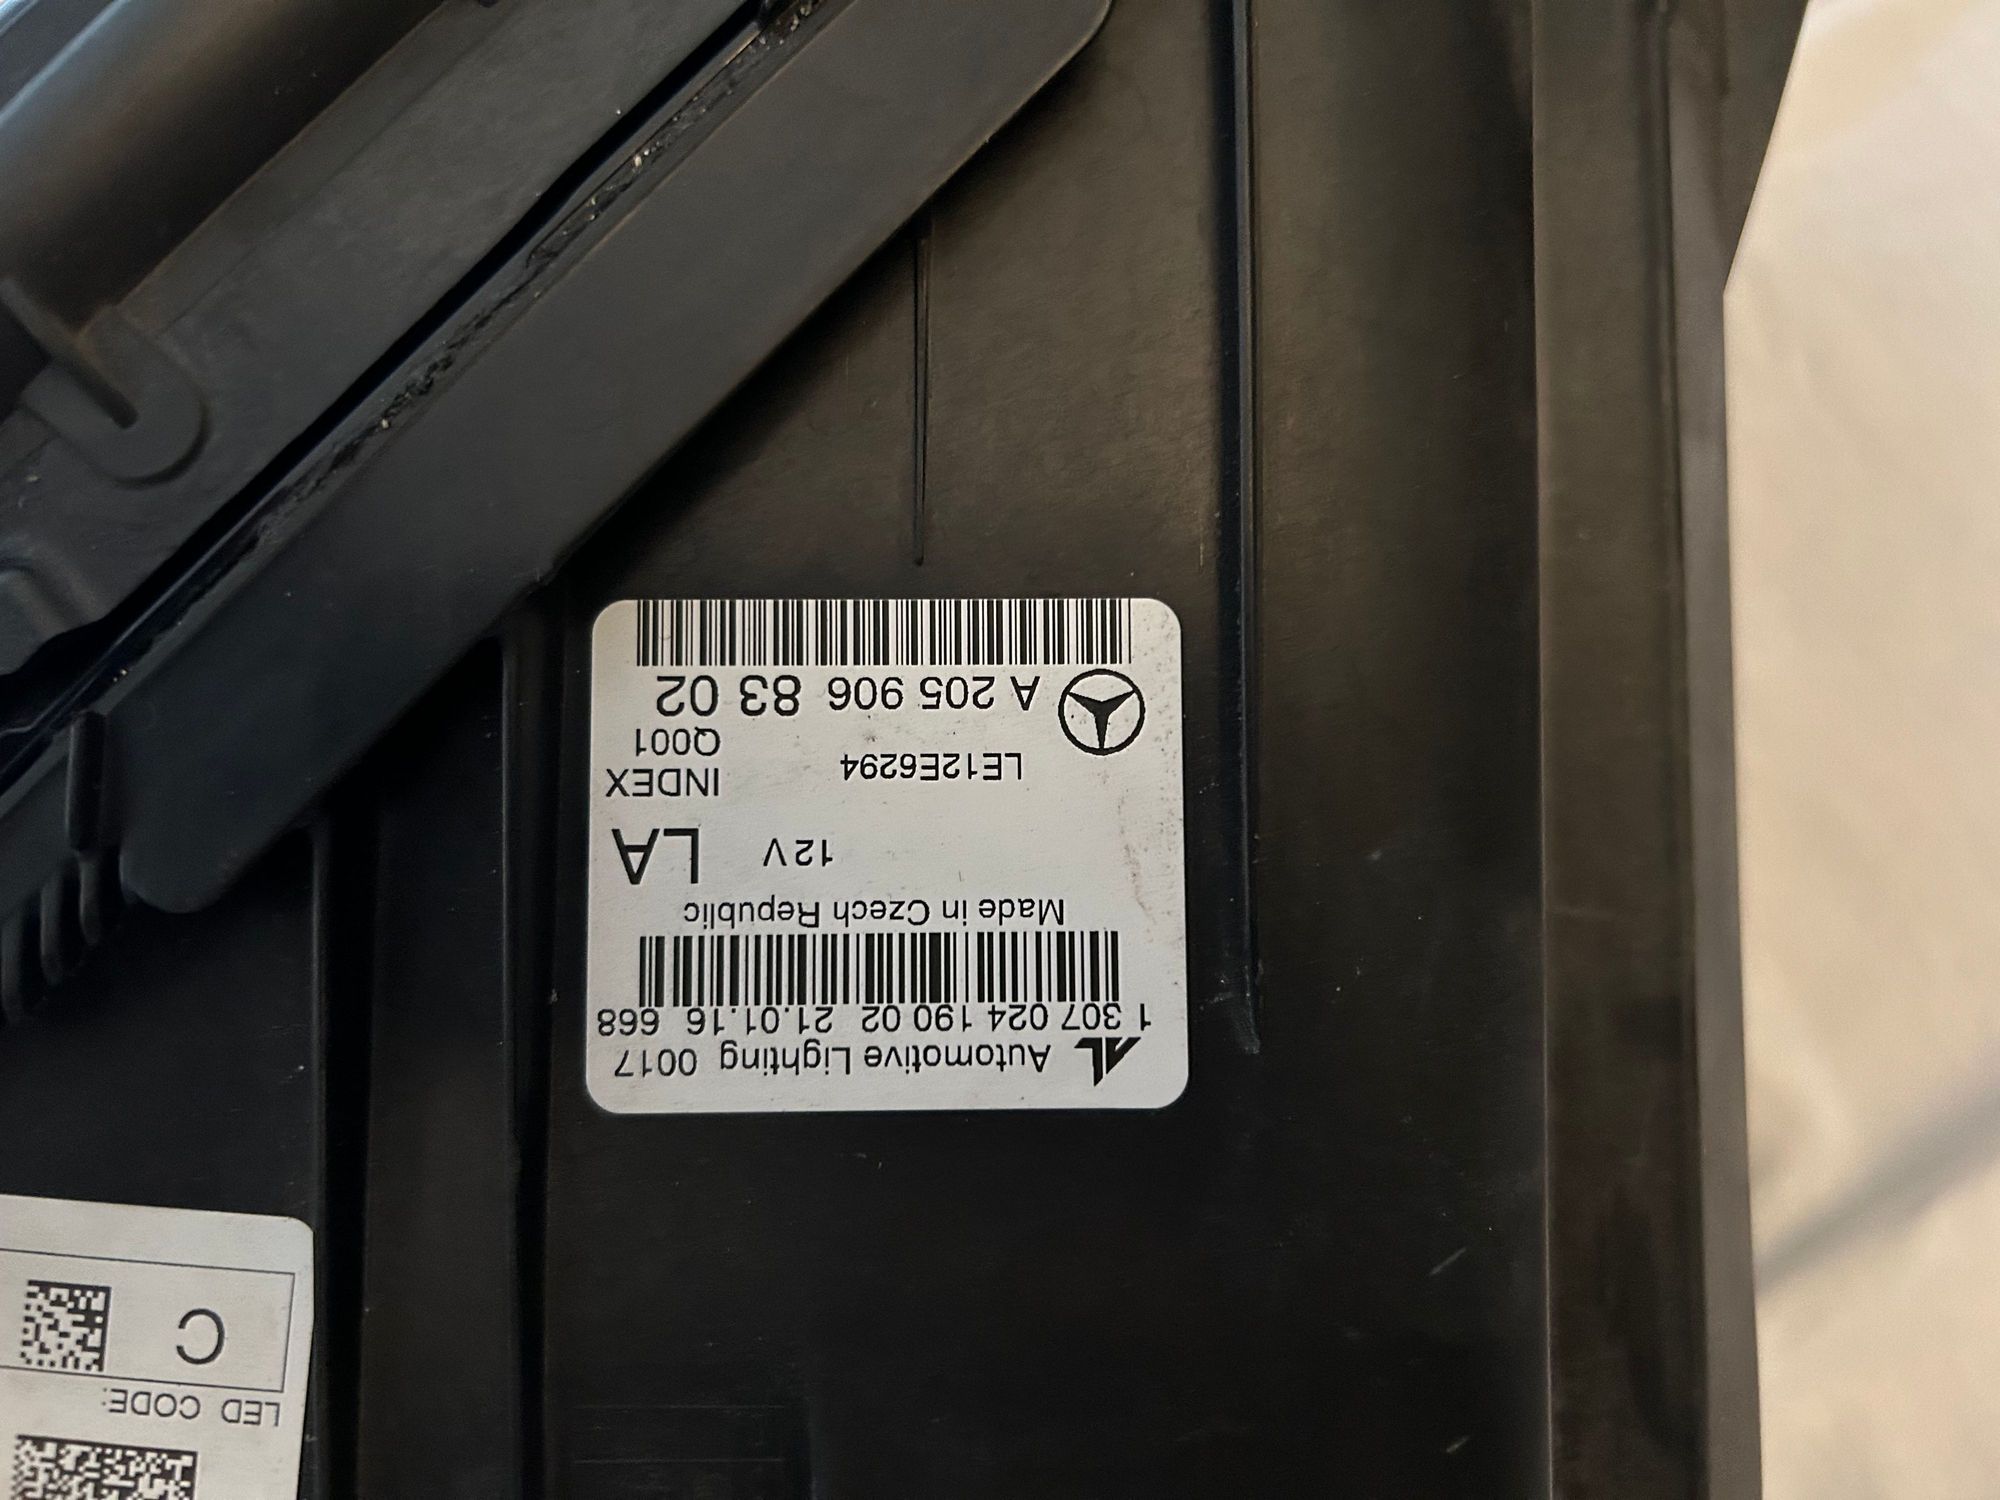 Automotive Lighting 0017
1 307 024 190 02 21.01.16 668
Made in Czech Republic
12V LA
LE12E6294 INDEX
Q001
A 205 906 83 02
LED CODE:
C